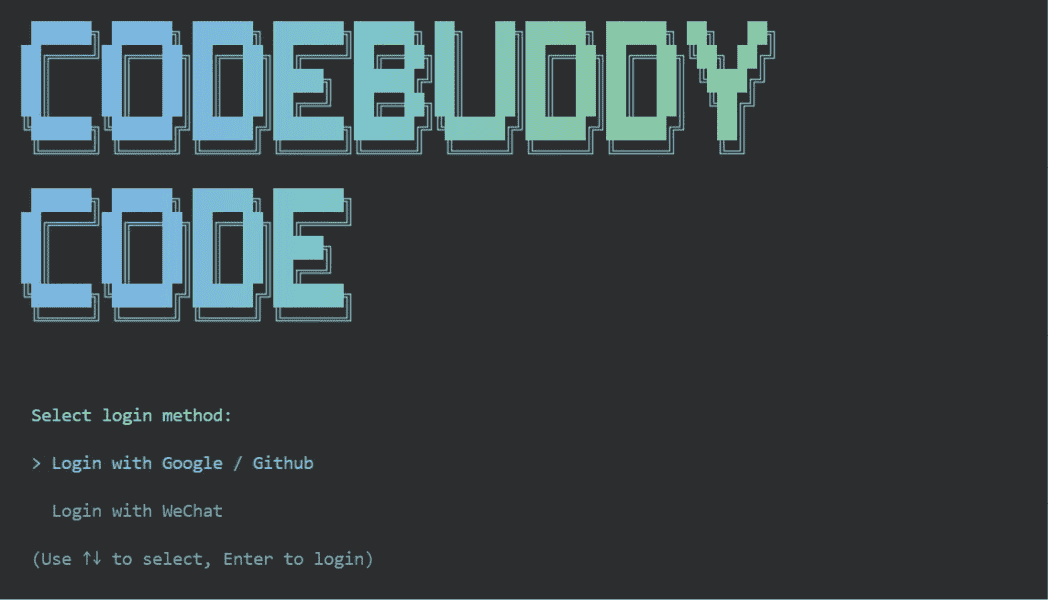 CODEBUDDY
CODE
Select login method:
> Login with Google / Github
Login with WeChat
(Use ↑↓ to select, Enter to login)